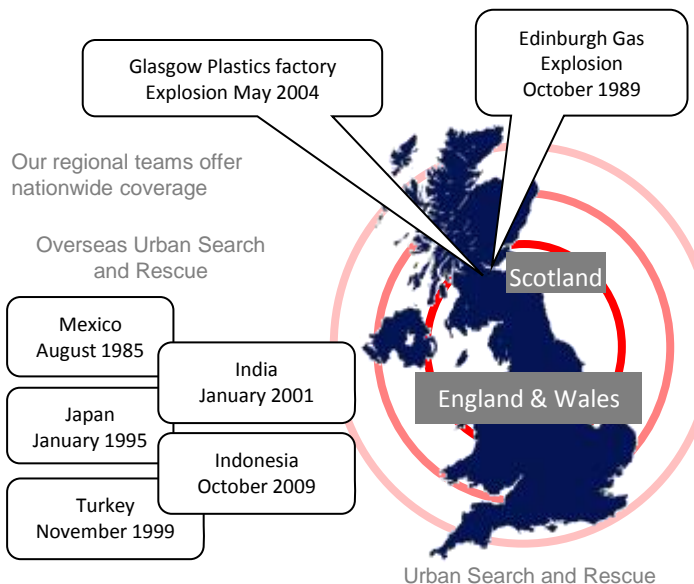 Glasgow Plastics factory
Explosion May 2004
Edinburgh Gas
Explosion
October 1989
Our regional teams offer
nationwide coverage
Overseas Urban Search
and Rescue
Scotland
Mexico
August 1985
India
January 2001
England & Wales
Japan
January 1995
Indonesia
October 2009
Turkey
November 1999
Urban Search and Rescue